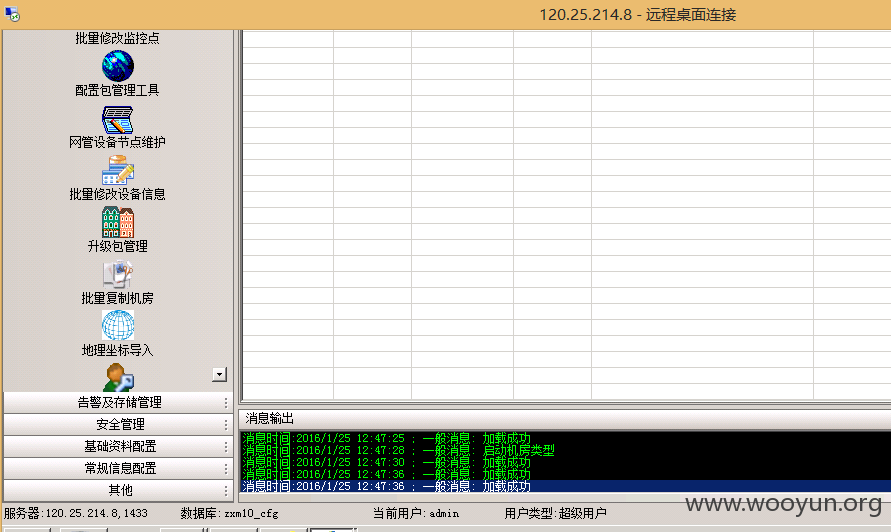 120.25.214.8 - 远程桌面连接
批量修改监控点
配置包管理工具
网管设备节点维护
批量修改设备信息
升级包管理
批量复制机房
地理坐标导入
告警及存储管理
安全管理
基础资料配置
常规信息配置
其他
消息输出
消息时间:2016/1/25 12:47:25 ; 一般消息: 加载成功
消息时间:2016/1/25 12:47:28 ; 一般消息: 启动机房类型
消息时间:2016/1/25 12:47:30 ; 一般消息: 加载成功
消息时间:2016/1/25 12:47:36 ; 一般消息: 加载成功
消息时间:2016/1/25 12:47:36 ; 一般消息: 加载成功
服务器:120.25.214.8,1433 数据库:zxm10_cfg 当前用户:admin 用户类型:超级用户
www.wooyun.org